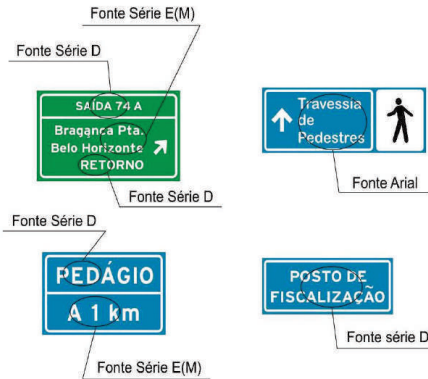 Fonte Série E(M)
Fonte Série D
SAÍDA 74 A
Bragança Pta.
Belo Horizonte
RETORNO
Fonte Série D
Travessia
de
Pedestres
Fonte Arial
Fonte Série D
PEDÁGIO
A 1 km
Fonte Série E(M)
POSTO DE
FISCALIZAÇÃO
Fonte série D